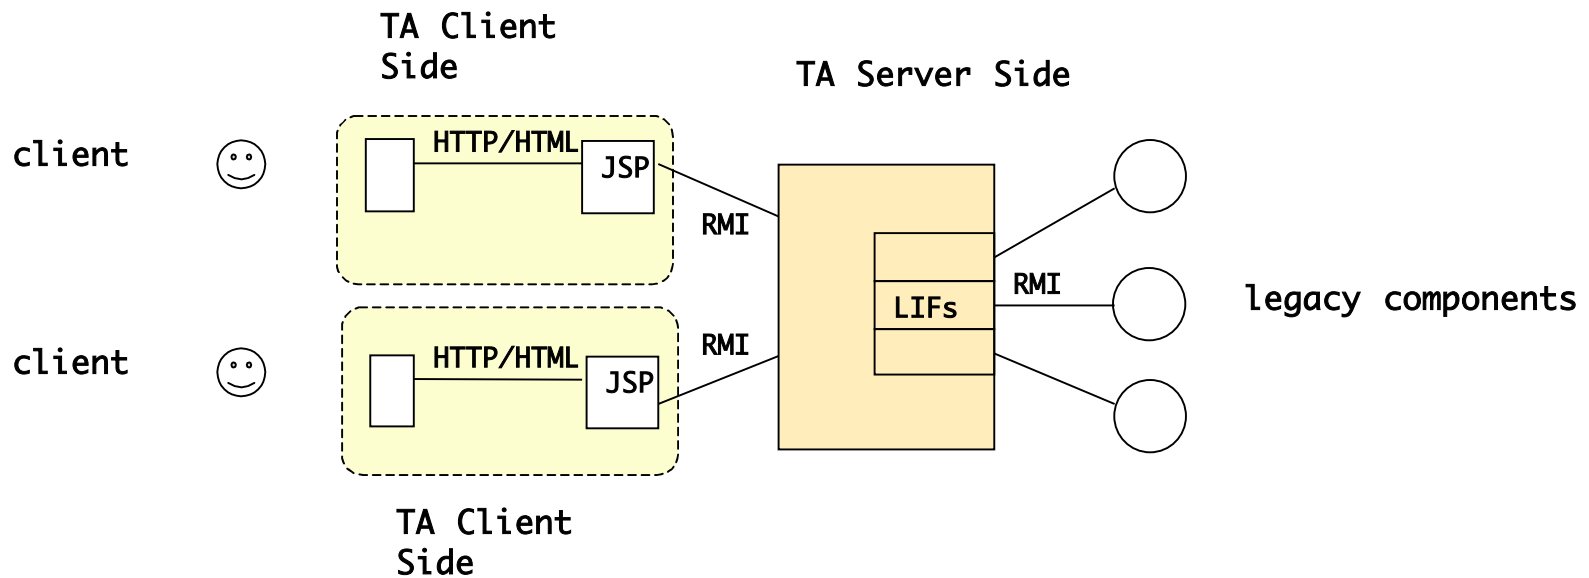 TA Client
Side
TA Server Side
client
HTTP/HTML
JSP
RMI
LIFs
RMI
legacy components
client
HTTP/HTML
JSP
RMI
TA Client
Side